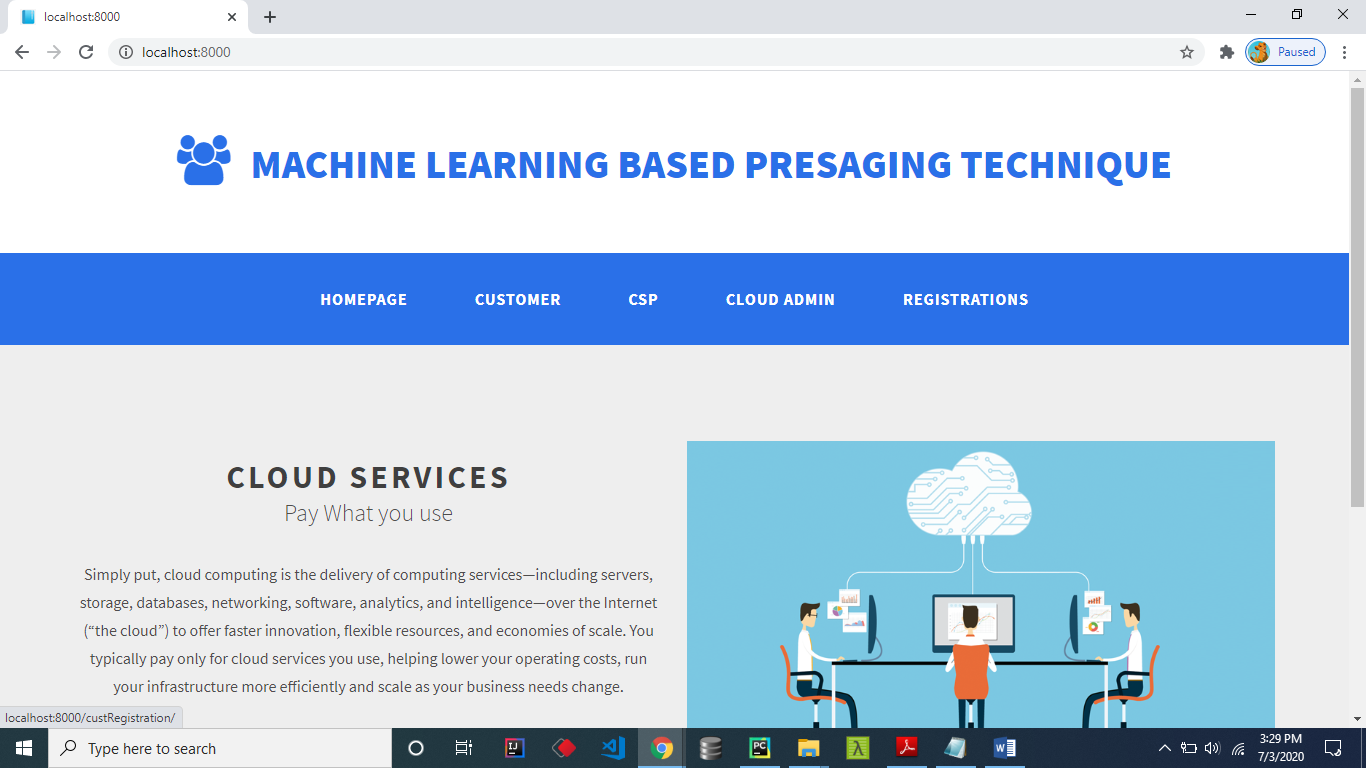 localhost:8000
localhost:8000
Paused
MACHINE LEARNING BASED PRESAGING TECHNIQUE
HOMEPAGE CUSTOMER CSP CLOUD ADMIN REGISTRATIONS
CLOUD SERVICES
Pay What you use
Simply put, cloud computing is the delivery of computing services—including servers,
storage, databases, networking, software, analytics, and intelligence—over the Internet
(“the cloud”) to offer faster innovation, flexible resources, and economies of scale. You
typically pay only for cloud services you use, helping lower your operating costs, run
your infrastructure more efficiently and scale as your business needs change.
localhost:8000/custRegistration/
Type here to search
IJ
PC
λ
W
3:29 PM
7/3/2020